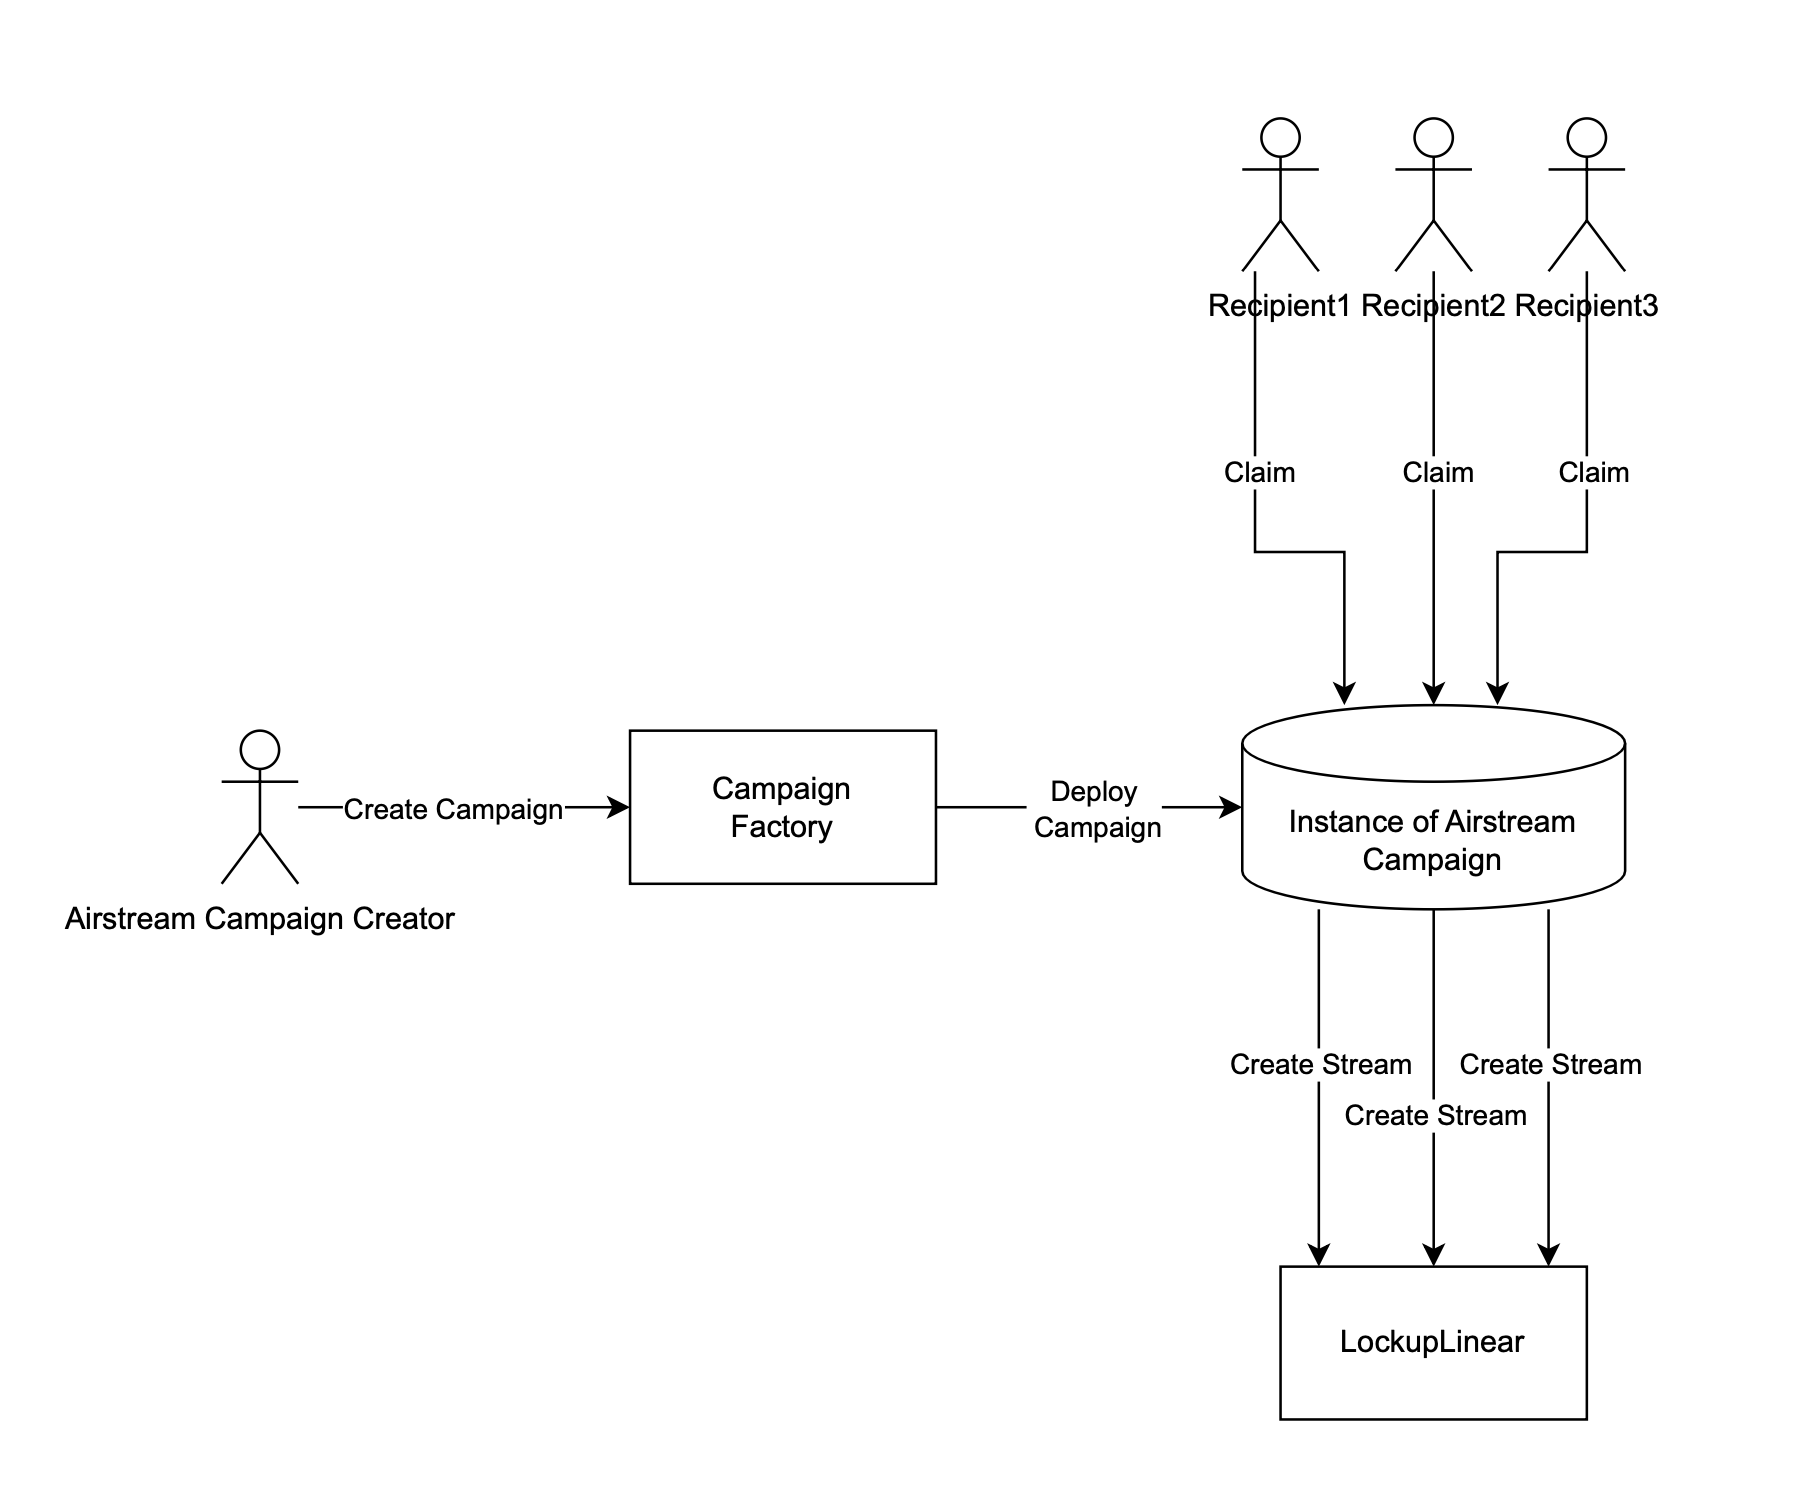 Recipient1 Recipient2 Recipient3
Claim Claim Claim
Create Campaign
Campaign
Factory
Deploy
Campaign
Instance of Airstream
Campaign
Airstream Campaign Creator
Create Stream Create Stream
Create Stream
LockupLinear